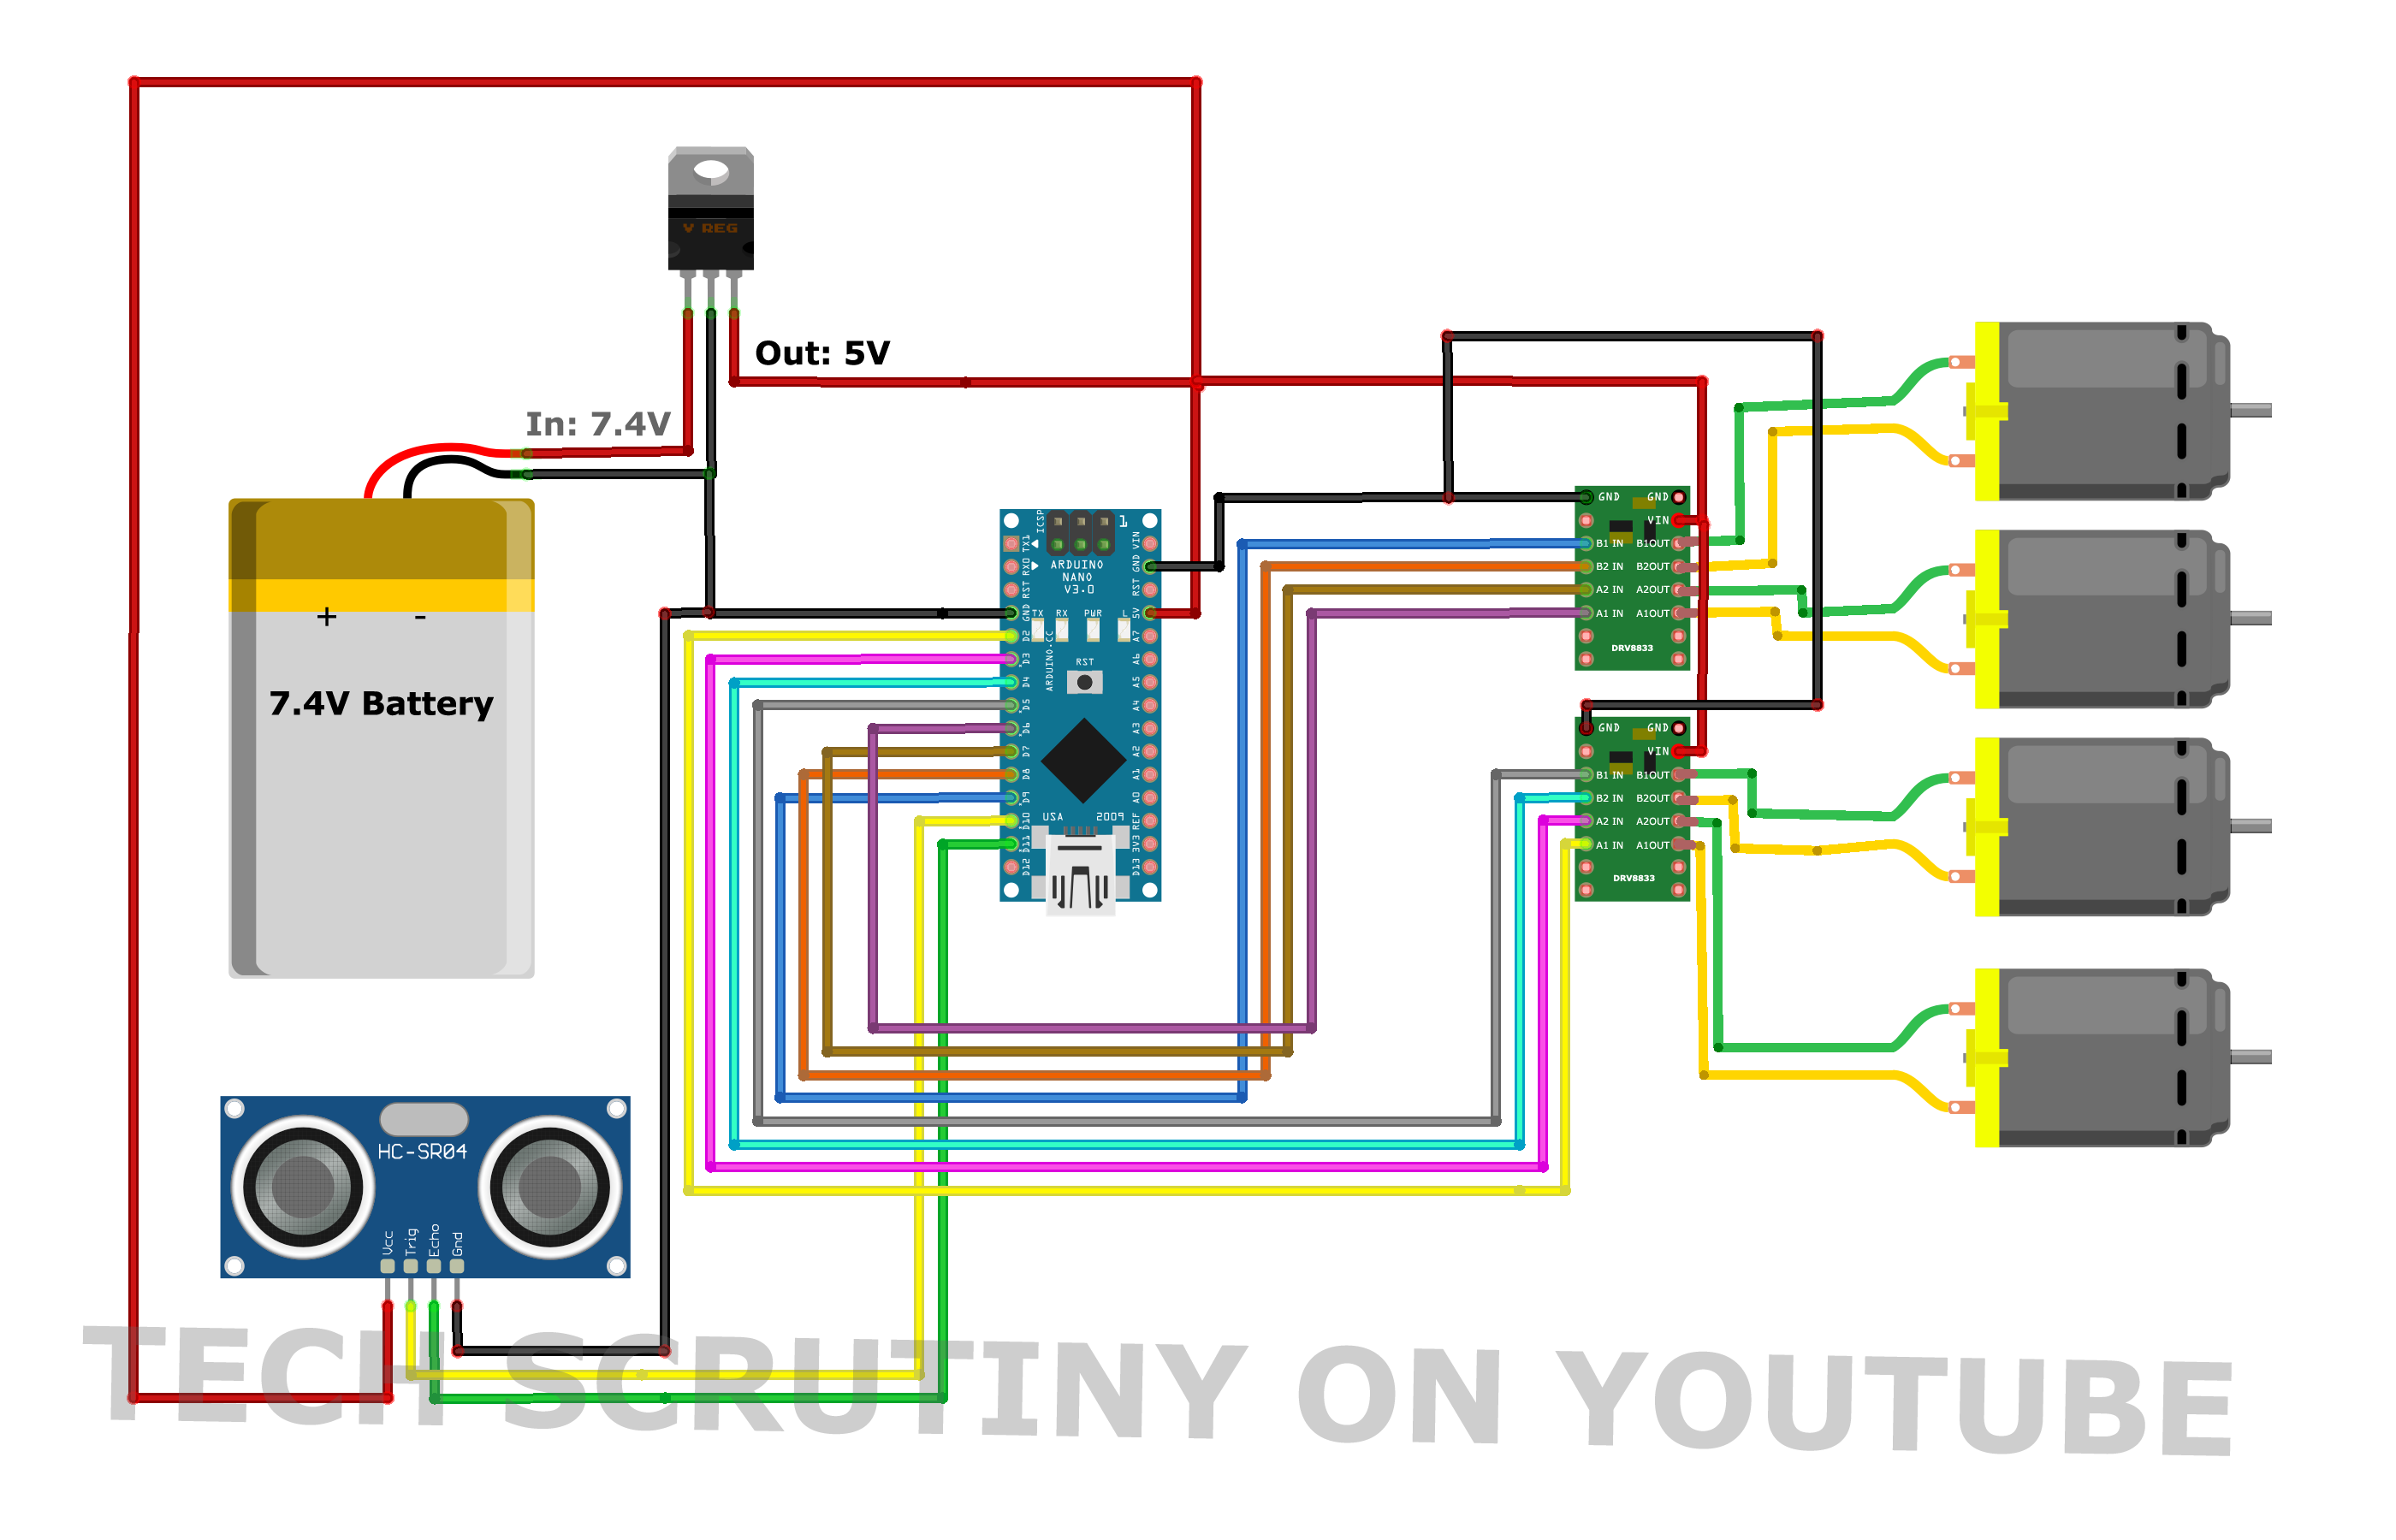 V REG
Out: 5V
In: 7.4V
+ -
7.4V Battery
HC-SR04
Vcc
Trig
Echo
Gnd
ICSP
1
TX1
RX0
RST
GND
D2
D3
D4
D5
D6
D7
D8
D9
D10
D11
D12
VIN
GND
RST
5V
A7
A6
A5
A4
A3
A2
A1
A0
REF
3V3
D13
ARDUINO
NANO
V3.0
TX RX PWR L
ARDUINO.CC
RST
USA 2009
GND GND
VIN
B1 IN B1OUT
B2 IN B2OUT
A2 IN A2OUT
A1 IN A1OUT
DRV8833
GND GND
VIN
B1 IN B1OUT
B2 IN B2OUT
A2 IN A2OUT
A1 IN A1OUT
DRV8833
TECH SCRUTINY ON YOUTUBE